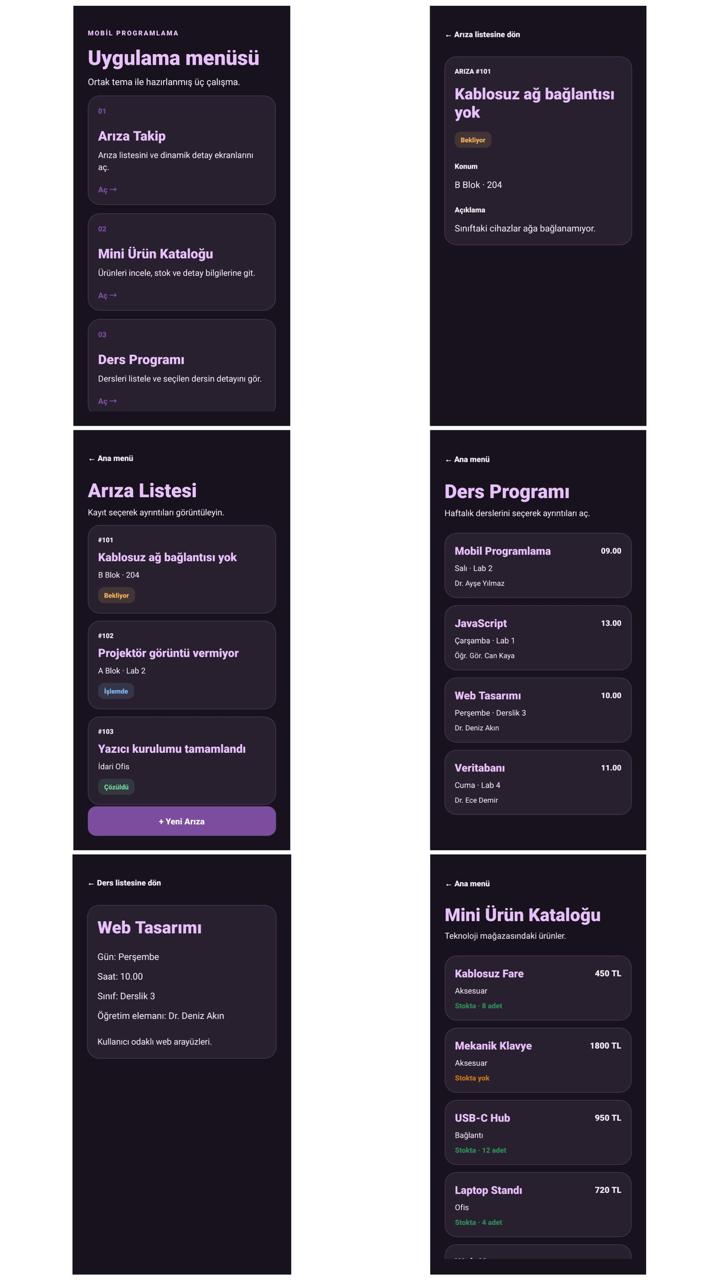 MOBİL PROGRAMLAMA
Uygulama menüsü
Ortak tema ile hazırlanmış üç çalışma.
01
Arıza Takip
Arıza listesini ve dinamik detay ekranlarını
aç.
Aç →
02
Mini Ürün Kataloğu
Ürünleri incele, stok ve detay bilgilerine git.
Aç →
03
Ders Programı
Dersleri listele ve seçilen dersin detayını gör.
Aç →
← Arıza listesine dön
ARIZA #101
Kablosuz ağ bağlantısı
yok
Bekliyor
Konum
B Blok · 204
Açıklama
Sınıftaki cihazlar ağa bağlanamıyor.
← Ana menü
Arıza Listesi
Kayıt seçerek ayrıntıları görüntüleyin.
#101
Kablosuz ağ bağlantısı yok
B Blok · 204
Bekliyor
#102
Projektör görüntü vermiyor
A Blok · Lab 2
İşlemde
#103
Yazıcı kurulumu tamamlandı
İdari Ofis
Çözüldü
+ Yeni Arıza
← Ana menü
Ders Programı
Haftalık derslerini seçerek ayrıntıları aç.
Mobil Programlama 09.00
Salı · Lab 2
Dr. Ayşe Yılmaz
JavaScript 13.00
Çarşamba · Lab 1
Öğr. Gör. Can Kaya
Web Tasarımı 10.00
Perşembe · Derslik 3
Dr. Deniz Akın
Veritabanı 11.00
Cuma · Lab 4
Dr. Ece Demir
← Ders listesine dön
Web Tasarımı
Gün: Perşembe
Saat: 10.00
Sınıf: Derslik 3
Öğretim elemanı: Dr. Deniz Akın
Kullanıcı odaklı web arayüzleri.
← Ana menü
Mini Ürün Kataloğu
Teknoloji mağazasındaki ürünler.
Kablosuz Fare 450 TL
Aksesuar
Stokta · 8 adet
Mekanik Klavye 1800 TL
Aksesuar
Stokta yok
USB-C Hub 950 TL
Bağlantı
Stokta · 12 adet
Laptop Standı 720 TL
Ofis
Stokta · 4 adet